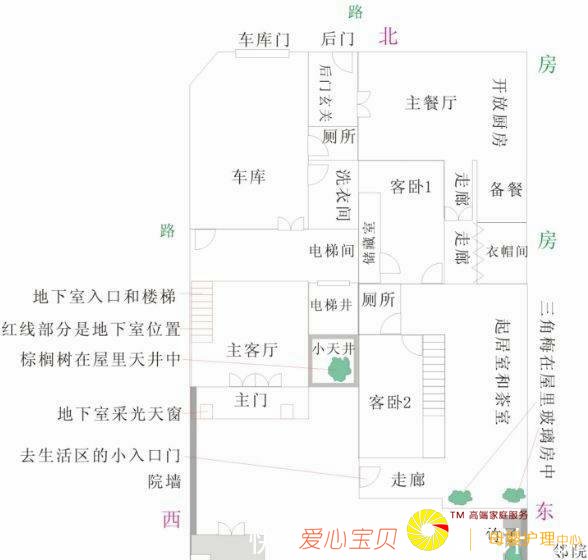 路
车库门
后门
北
房
后门玄关
主餐厅
开放厨房
厕所
车库
洗衣间
客卧1
走廊
备餐
路
电梯间
储藏室
走廊
衣帽间
房
地下室入口和楼梯
电梯井
厕所
红线部分是地下室位置
主客厅
小天井
起居室和茶室
三角梅在屋里玻璃房中
棕榈树在屋里天井中
主门
客卧2
地下室采光天窗
去生活区的小入口门
走廊
院墙
西
东
TM 高端家庭服务
爱心宝贝
护理中心